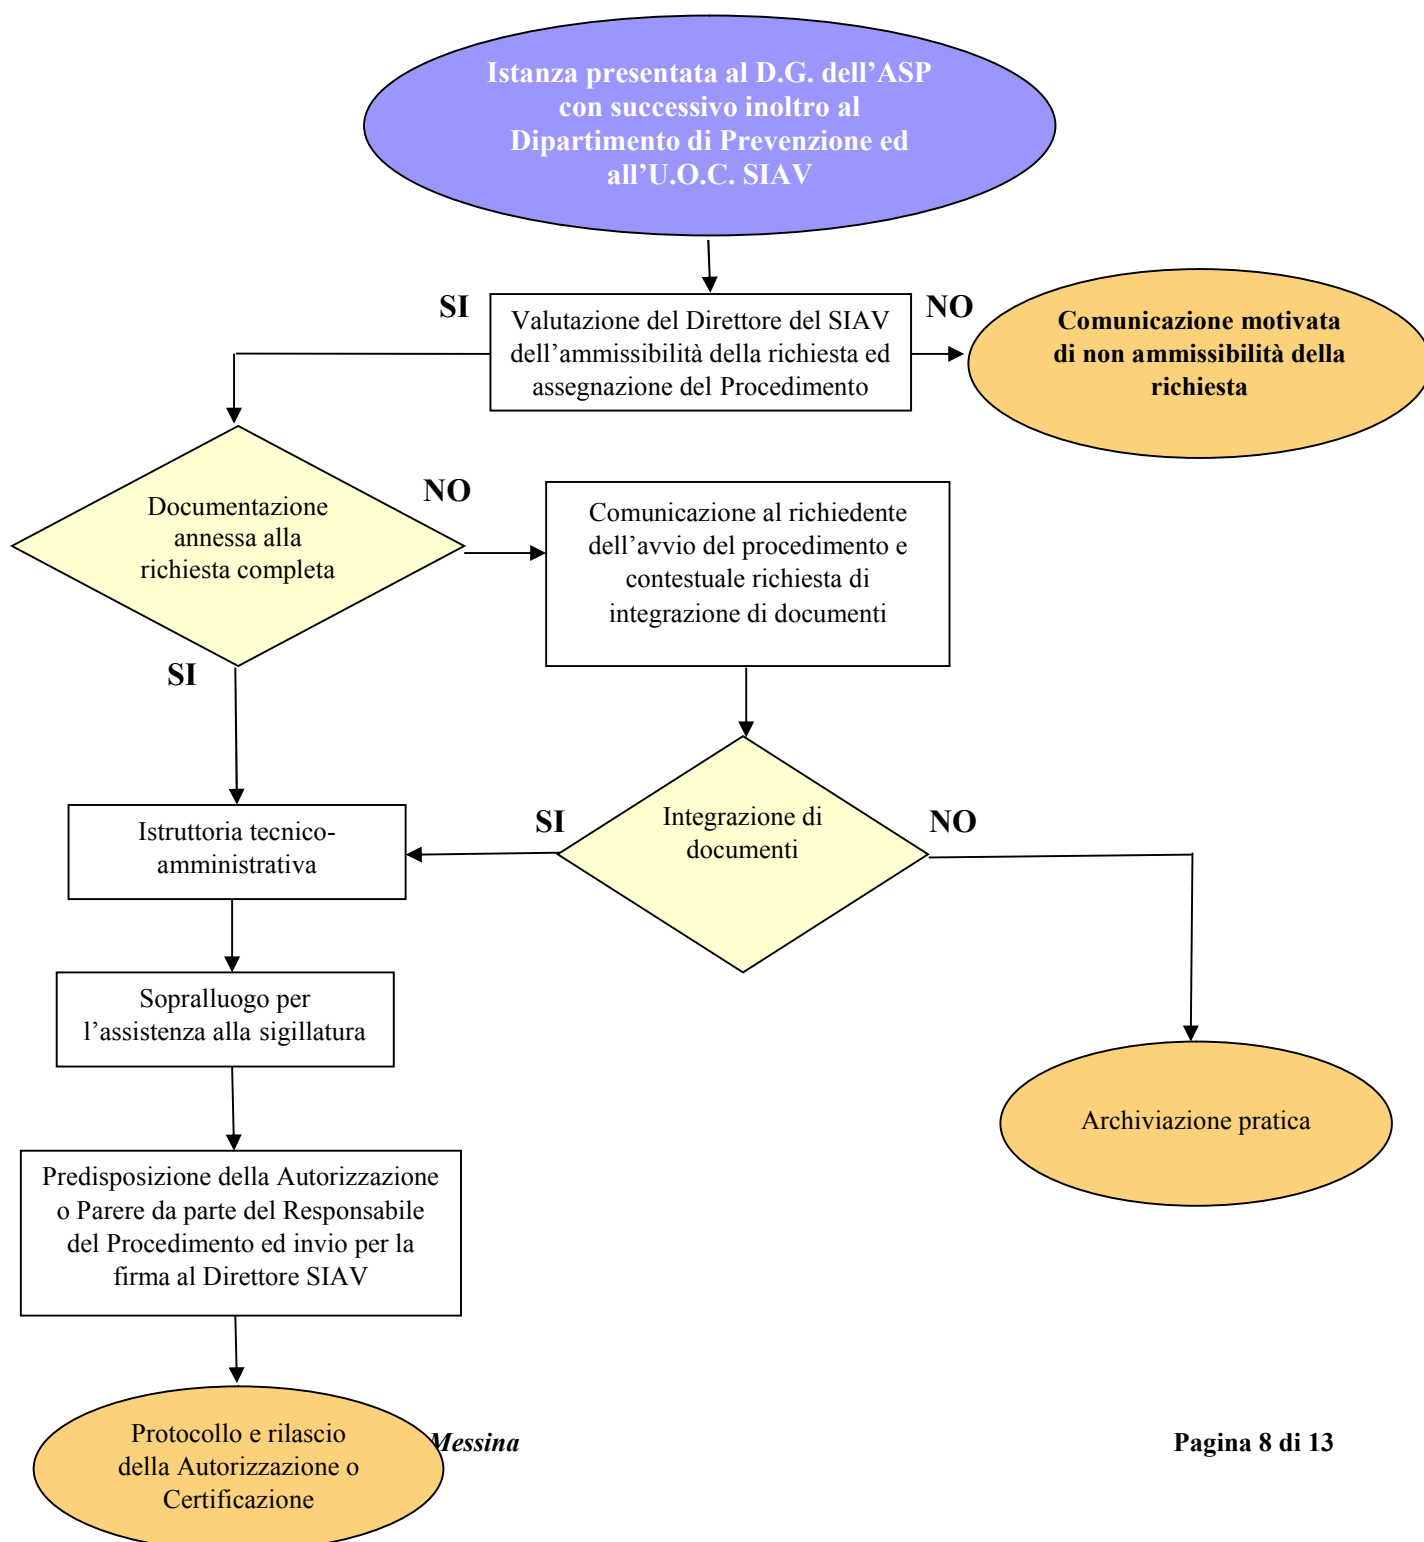 Istanza presentata al D.G. dell’ASP
con successivo inoltro al
Dipartimento di Prevenzione ed
all’U.O.C. SIAV
SI
NO
Valutazione del Direttore del SIAV
dell’ammissibilità della richiesta ed
assegnazione del Procedimento
Comunicazione motivata
di non ammissibilità della
richiesta
Documentazione
annessa alla
richiesta completa
NO
Comunicazione al richiedente
dell’avvio del procedimento e
contestuale richiesta di
integrazione di documenti
SI
Istruttoria tecnico-
amministrativa
SI
Integrazione di
documenti
NO
Sopralluogo per
l’assistenza alla sigillatura
Archiviazione pratica
Predisposizione della Autorizzazione
o Parere da parte del Responsabile
del Procedimento ed invio per la
firma al Direttore SIAV
Protocollo e rilascio
della Autorizzazione o
Certificazione
Messina
Pagina 8 di 13